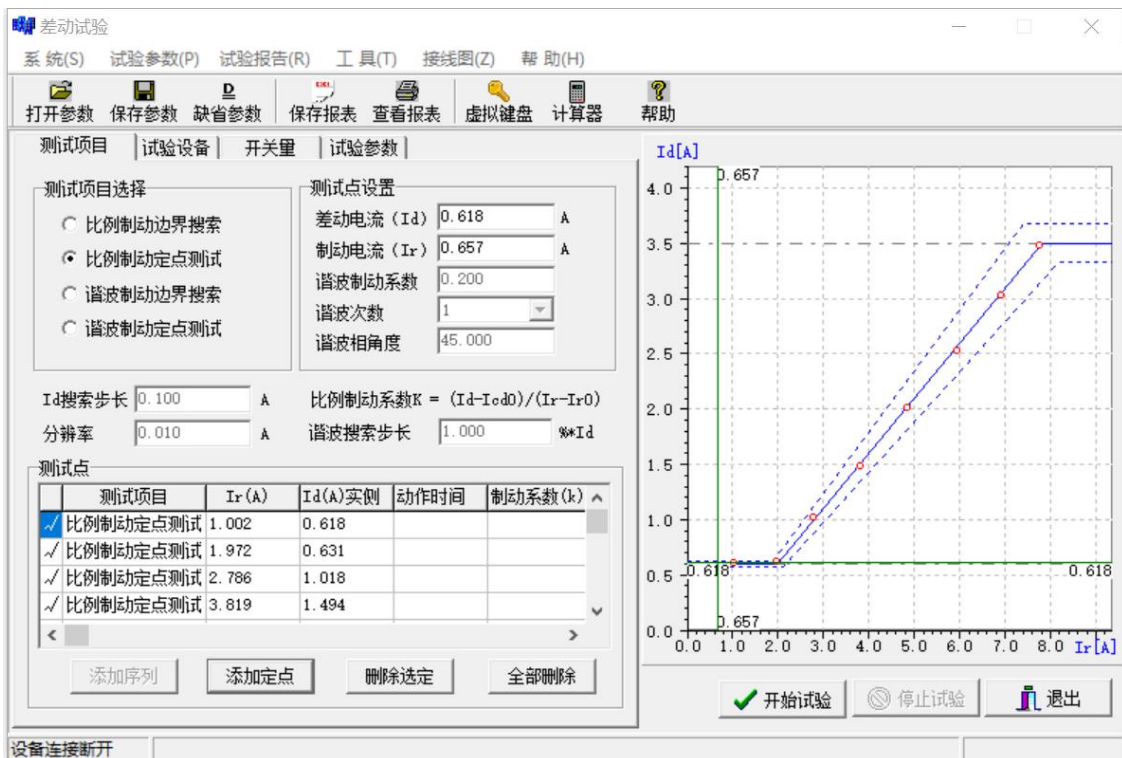 差动试验
系统(S) 试验参数(P) 试验报告(R) 工具(T) 接线图(Z) 帮助(H)
打开参数 保存参数 缺省参数 保存报表 查看报表 虚拟键盘 计算器 帮助
测试项目 试验设备 开关量 试验参数
测试项目选择
比例制动边界搜索
比例制动定点测试
谐波制动边界搜索
谐波制动定点测试
测试点设置
差动电流(Id) 0.618 A
制动电流(Ir) 0.657 A
谐波制动系数 0.200
谐波次数 1
谐波相角度 45.000
Id搜索步长 0.100 A 比例制动系数K = (Id-Icd0)/(Ir-Ir0)
分辨率 0.010 A 谐波搜索步长 1.000 %*Id
测试点
测试项目 Ir(A) Id(A)实侧 动作时间 制动系数(k)
√ 比例制动定点测试 1.002 0.618
√ 比例制动定点测试 1.972 0.631
√ 比例制动定点测试 2.786 1.018
√ 比例制动定点测试 3.819 1.494
添加序列 添加定点 删除选定 全部删除
Id[A]
0.657
4.0
3.5
3.0
2.5
2.0
1.5
1.0
0.5 0.618 0.618
0.657
0.0
0.0 1.0 2.0 3.0 4.0 5.0 6.0 7.0 8.0 Ir[A]
开始试验 停止试验 退出
设备连接断开